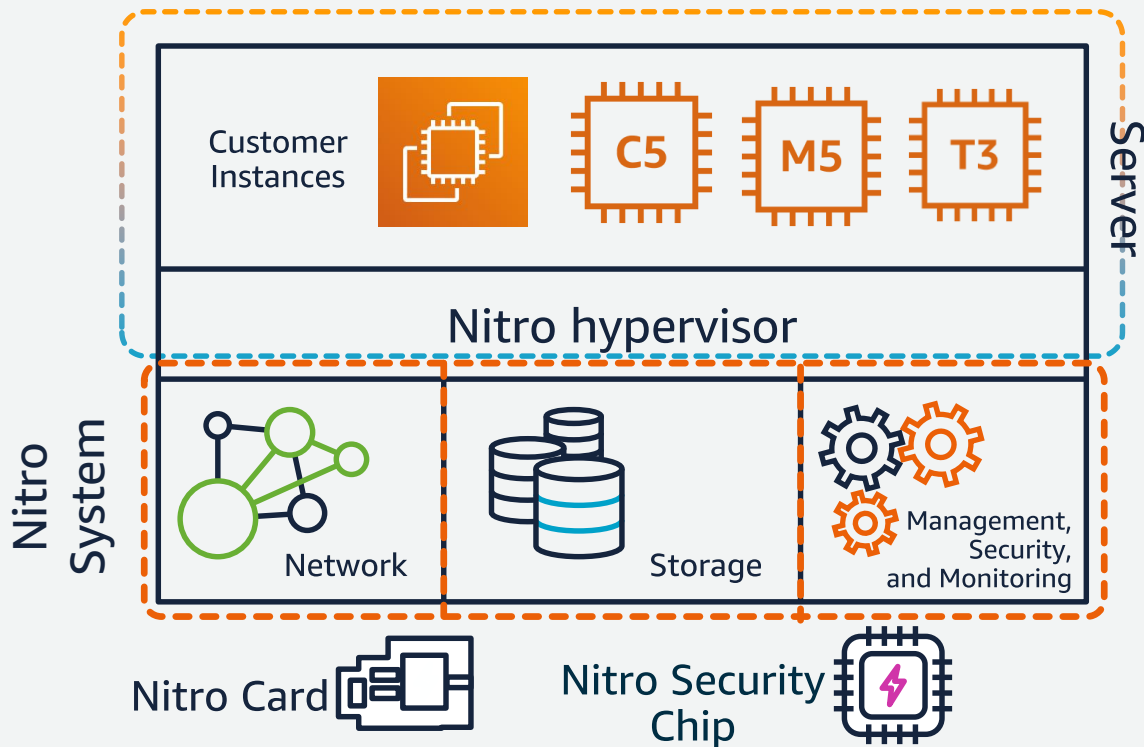 Customer
Instances
C5
M5
T3
Server
Nitro hypervisor
Nitro
System
Network
Storage
Management,
Security,
and Monitoring
Nitro Card
Nitro Security
Chip